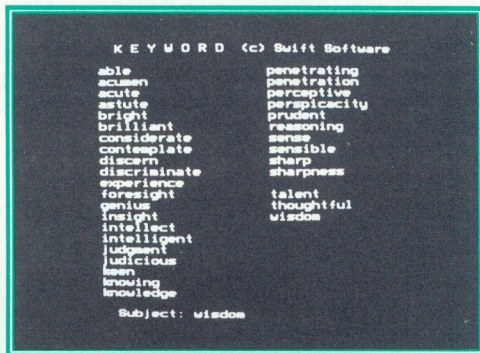 K E Y W O R D (c) Swift Software
able
acumen
acute
astute
bright
brilliant
considerate
contemplate
discern
discriminate
experience
foresight
genius
insight
intellect
intelligent
judgment
judicious
keen
knowing
knowledge
penetrating
penetration
perceptive
perspicacity
prudent
reasoning
sense
sensible
sharp
sharpness
talent
thoughtful
wisdom
Subject: wisdom